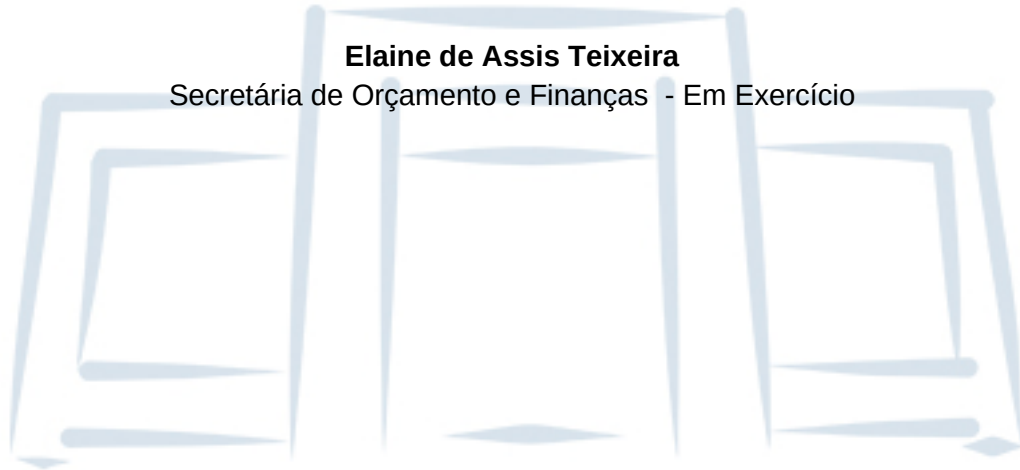 Elaine de Assis Teixeira
Secretária de Orçamento e Finanças - Em Exercício